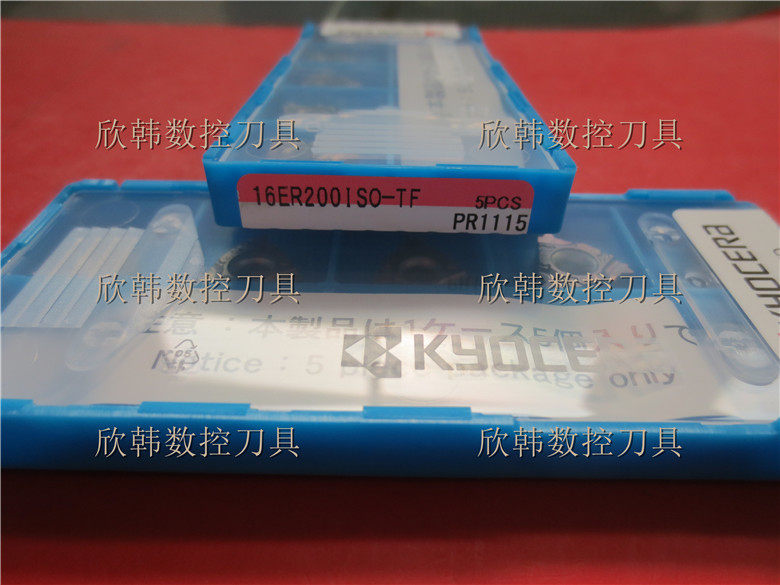 欣韩数控刀具 欣韩数控刀具
16ER200ISO-TF 5PCS
PR1115
KYOCERa
欣韩数控刀具 欣韩数控刀具
意:本製品は1ケース5個入りで
KYOCE
Notice : 5 only
05
欣韩数控刀具 欣韩数控刀具